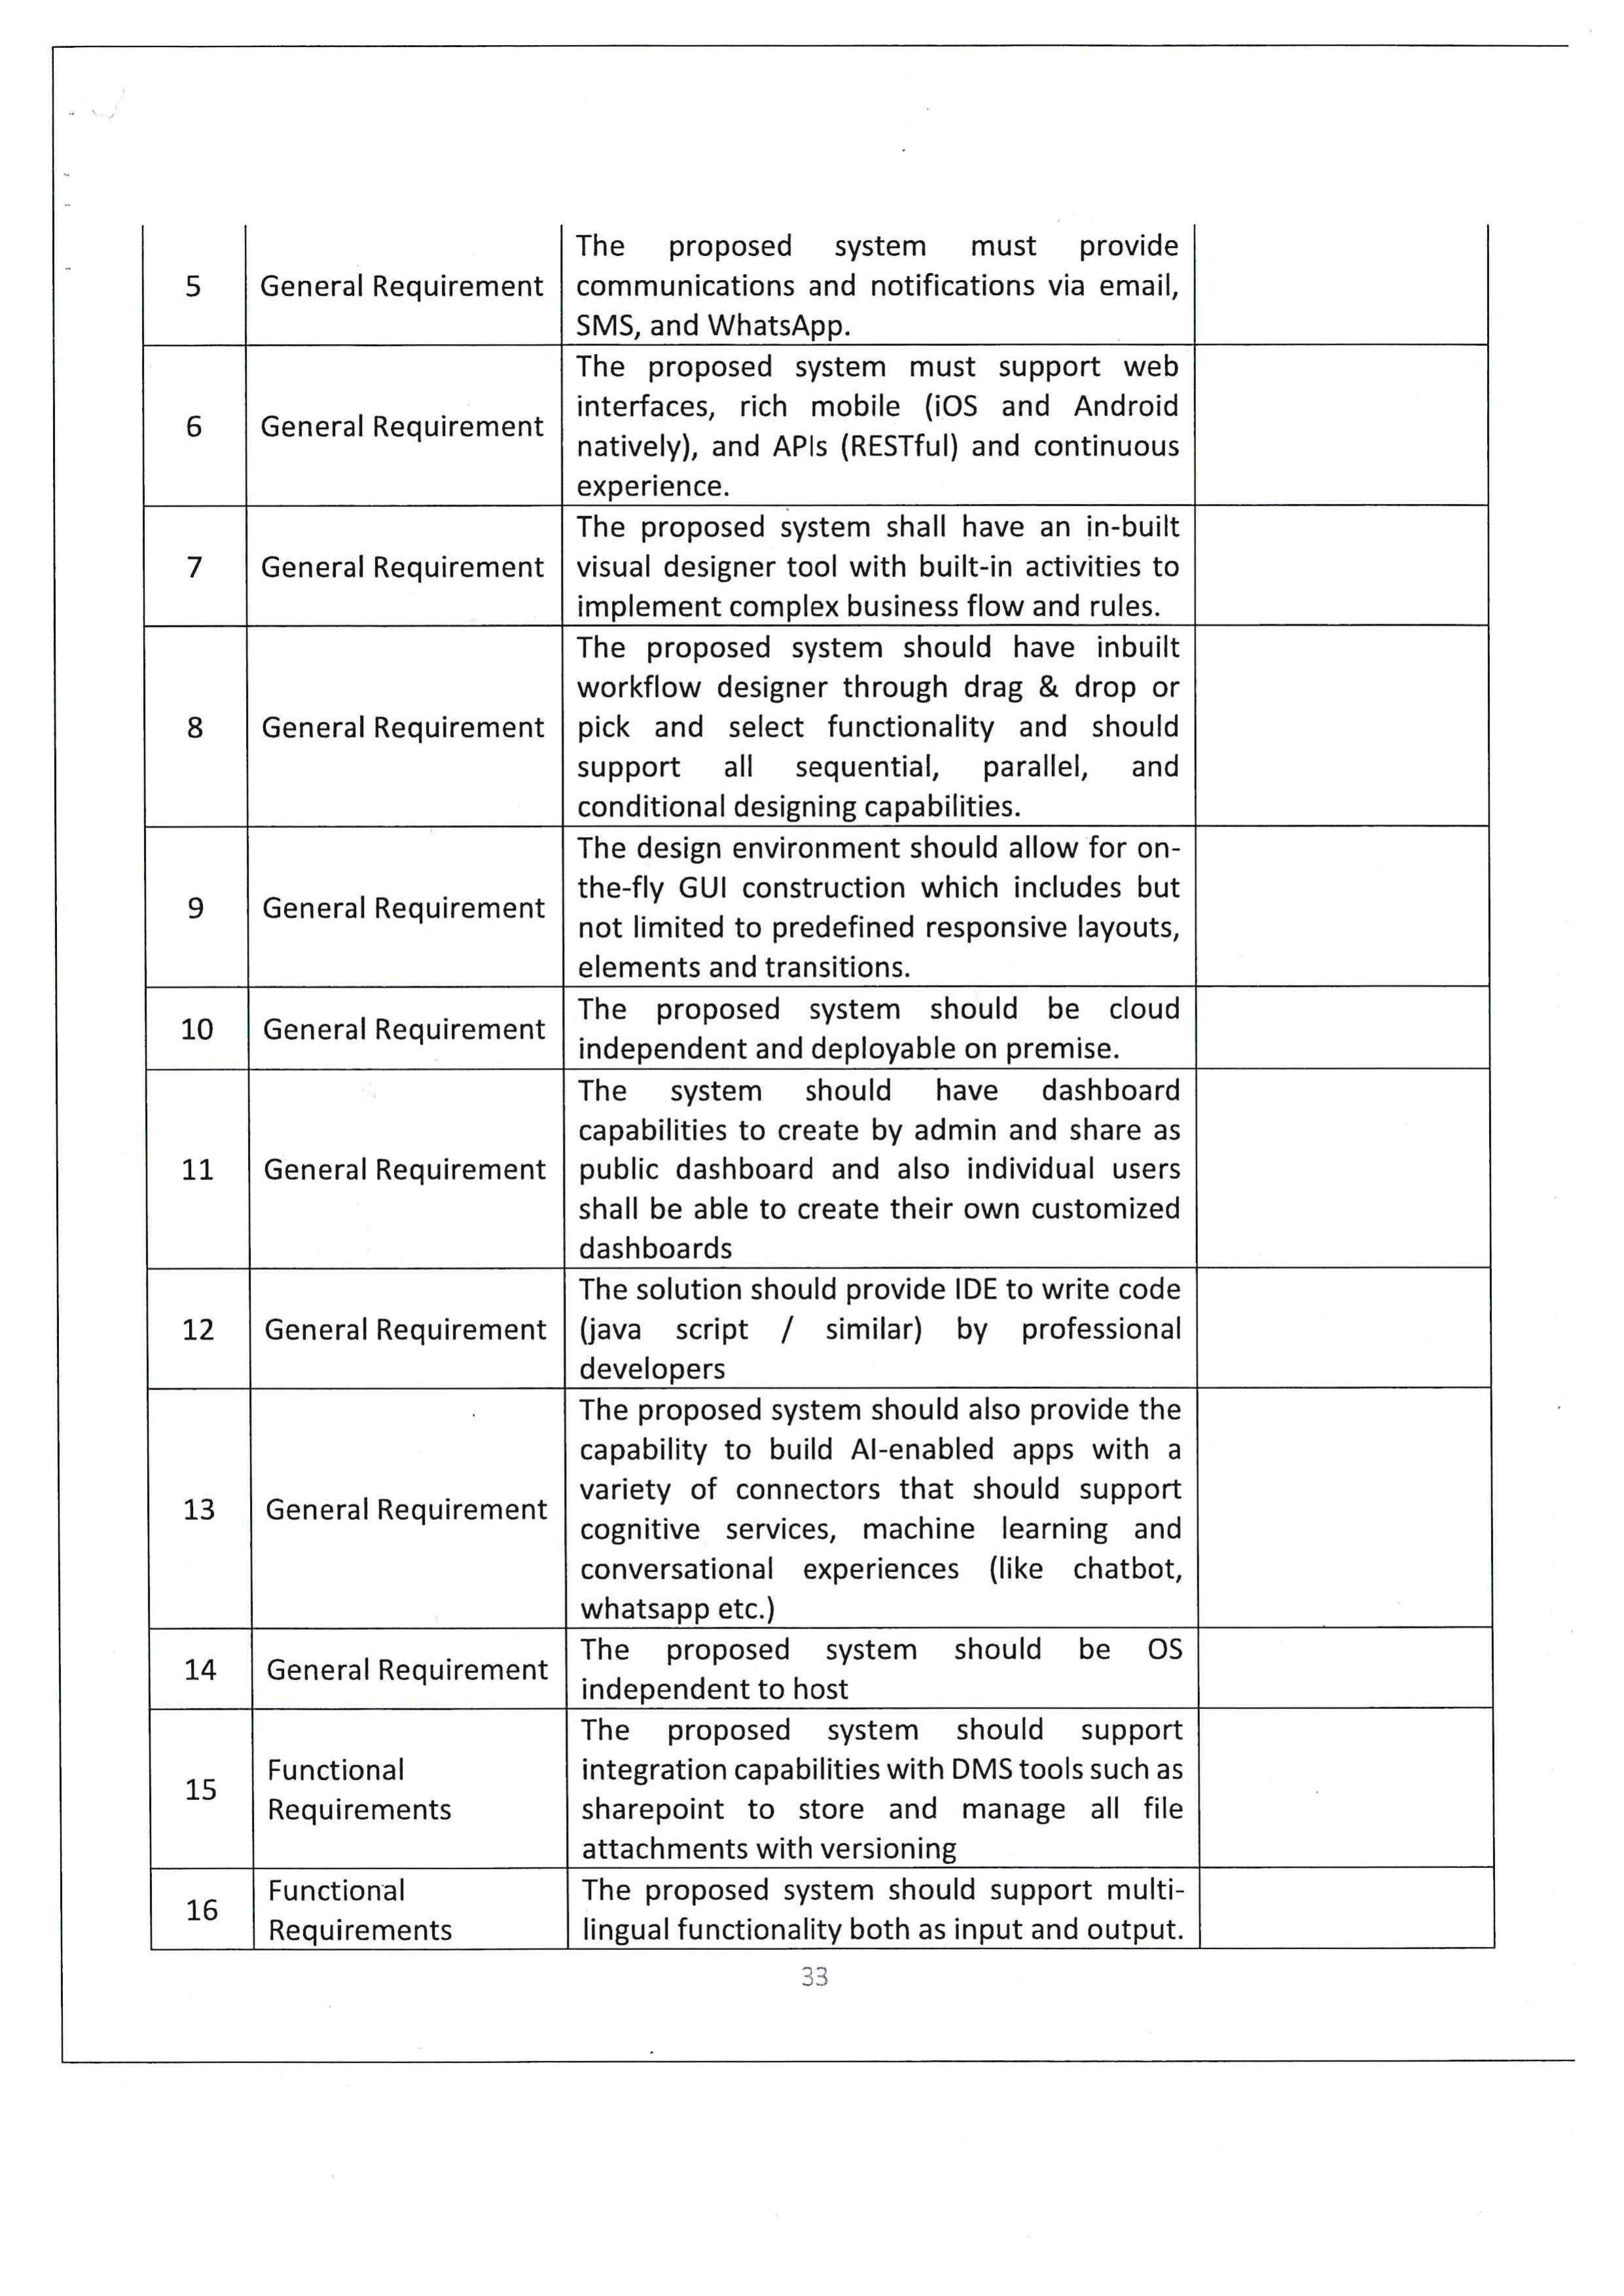 The proposed system must provide
5 General Requirement communications and notifications via email,
SMS, and WhatsApp.
The proposed system must support web
interfaces, rich mobile (iOS and Android
6 General Requirement
natively), and APIs (RESTful) and continuous
experience.
The proposed system shall have an in-built
7 General Requirement visual designer tool with built-in activities to
implement complex business flow and rules.
The proposed system should have inbuilt
workflow designer through drag & drop or
8 General Requirement pick and select functionality and should
support all sequential, parallel, and
conditional designing capabilities.
The design environment should allow for on-
the-fly GUI construction which includes but
9 General Requirement
not limited to predefined responsive layouts,
elements and transitions.
The proposed system should be cloud
10 General Requirement
independent and deployable on premise.
The system should have dashboard
capabilities to create by admin and share as
11 General Requirement public dashboard and also individual users
shall be able to create their own customized
dashboards
The solution should provide IDE to write code
12 General Requirement (java script / similar) by professional
developers
The proposed system should also provide the
capability to build AI-enabled apps with a
variety of connectors that should support
13 General Requirement
cognitive services, machine learning and
conversational experiences (like chatbot,
whatsapp etc.)
The proposed system should be OS
14 General Requirement
independent to host
The proposed system should support
Functional integration capabilities with DMS tools such as
15
Requirements sharepoint to store and manage all file
attachments with versioning
Functional The proposed system should support multi-
16
Requirements lingual functionality both as input and output.
33